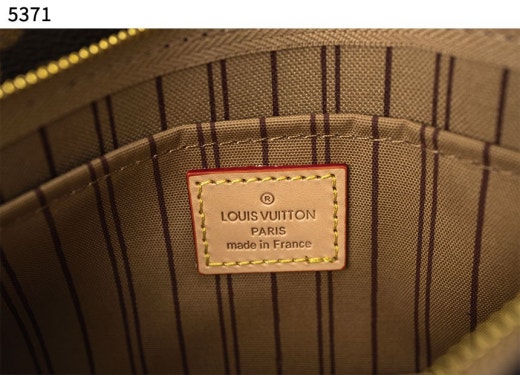 5371
®
LOUIS VUITTON
PARIS
made in France